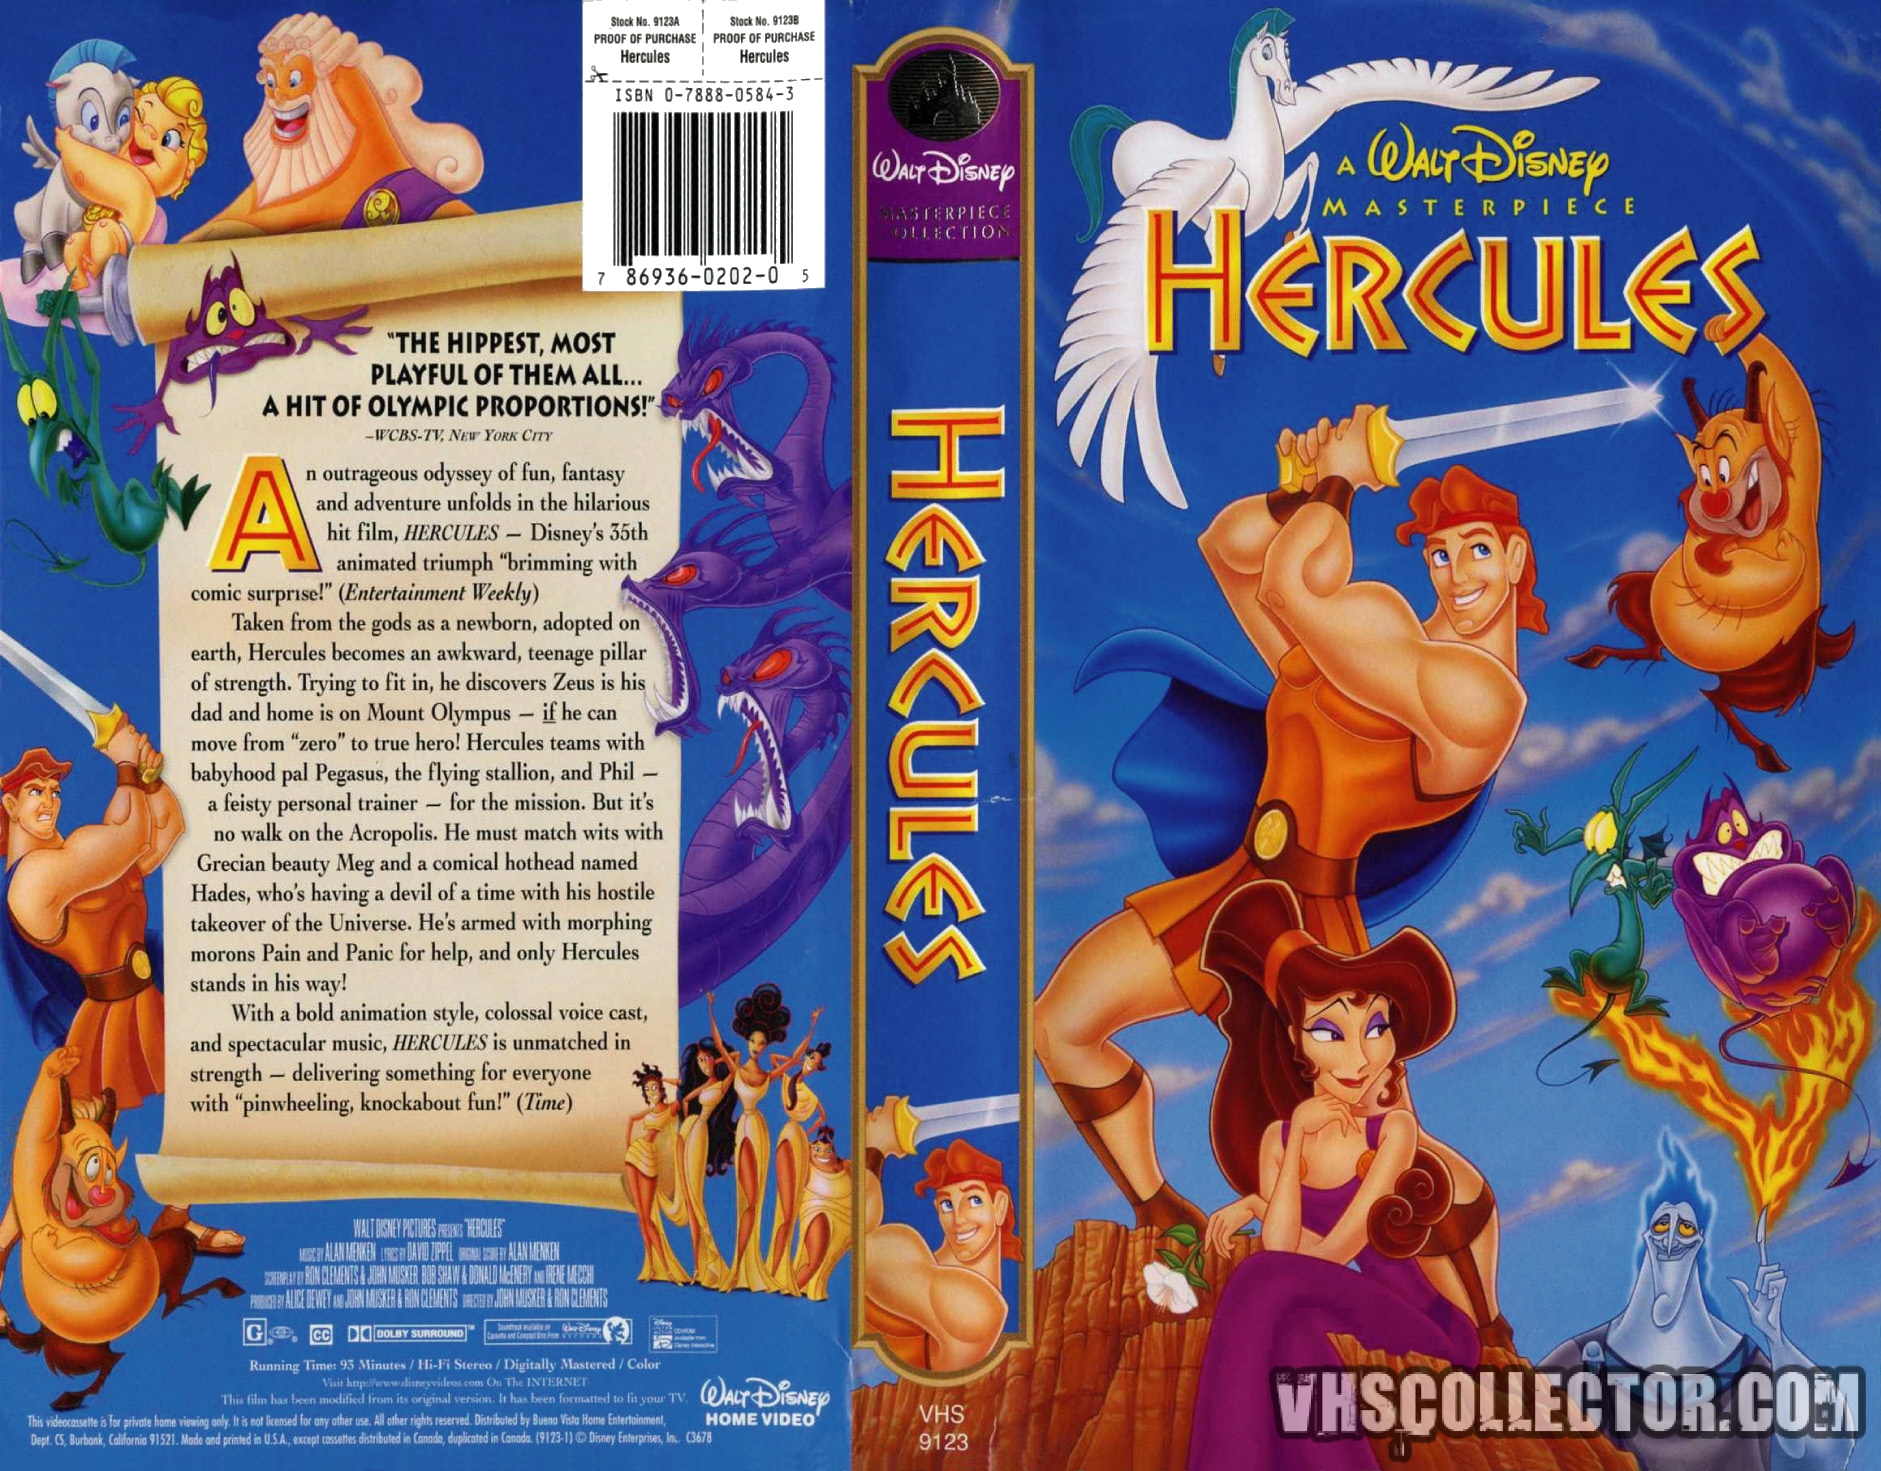 Stock No. 9123A
PROOF OF PURCHASE
Hercules
Stock No. 9123B
PROOF OF PURCHASE
Hercules
ISBN 0-7888-0584-3
7 86936-0202-0 5
"THE HIPPEST, MOST
PLAYFUL OF THEM ALL...
A HIT OF OLYMPIC PROPORTIONS!"
–WCBS-TV, NEW YORK CITY
An outrageous odyssey of fun, fantasy
and adventure unfolds in the hilarious
hit film, HERCULES — Disney's 35th
animated triumph "brimming with
comic surprise!" (Entertainment Weekly)
Taken from the gods as a newborn, adopted on
earth, Hercules becomes an awkward, teenage pillar
of strength. Trying to fit in, he discovers Zeus is his
dad and home is on Mount Olympus — if he can
move from "zero" to true hero! Hercules teams with
babyhood pal Pegasus, the flying stallion, and Phil —
a feisty personal trainer — for the mission. But it's
no walk on the Acropolis. He must match wits with
Grecian beauty Meg and a comical hothead named
Hades, who's having a devil of a time with his hostile
takeover of the Universe. He's armed with morphing
morons Pain and Panic for help, and only Hercules
stands in his way!
With a bold animation style, colossal voice cast,
and spectacular music, HERCULES is unmatched in
strength — delivering something for everyone
with "pinwheeling, knockabout fun!" (Time)
WALT DISNEY PICTURES PRESENTS "HERCULES"
MUSIC BY ALAN MENKEN LYRICS BY DAVID ZIPPEL ORIGINAL SCORE BY ALAN MENKEN
SCREENPLAY BY RON CLEMENTS & JOHN MUSKER, BOB SHAW & DONALD McENERY AND IRENE MECCHI
PRODUCED BY ALICE DEWEY AND JOHN MUSKER & RON CLEMENTS DIRECTED BY JOHN MUSKER & RON CLEMENTS
G CC DOLBY SURROUND™ Soundtrack available on
Cassette and Compact Disc From Walt Disney RECORDS
Running Time: 93 Minutes / Hi-Fi Stereo / Digitally Mastered / Color
Visit http://www.disneyvideos.com On The INTERNET
This film has been modified from its original version. It has been formatted to fit your TV.
WALT DISNEY
HOME VIDEO
This videocassette is for private home viewing only. It is not licensed for any other use. All other rights reserved. Distributed by Buena Vista Home Entertainment,
Dept. CS, Burbank, California 91521. Made and printed in U.S.A., except cassettes distributed in Canada, duplicated in Canada. (9123-1) © Disney Enterprises, Inc. C3678
WALT DISNEY
MASTERPIECE
COLLECTION
HERCULES
VHS
9123
A WALT DISNEY
MASTERPIECE
HERCULES
VHSCOLLECTOR.COM